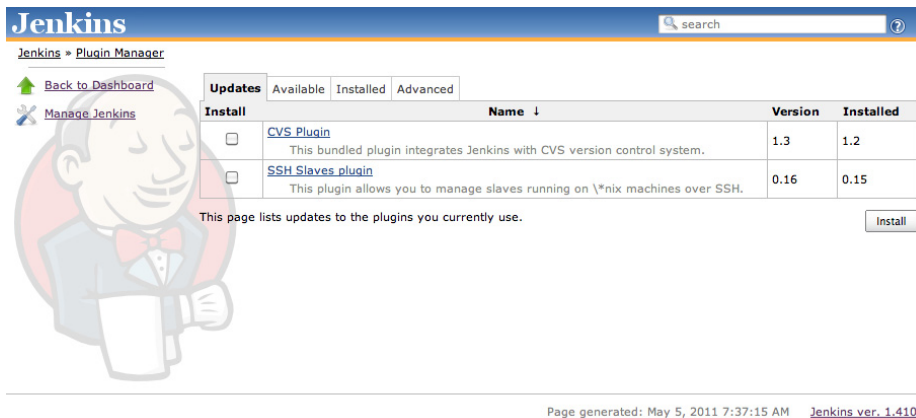 Jenkins
search
Jenkins » Plugin Manager
Back to Dashboard
Manage Jenkins
Updates Available Installed Advanced
Install Name ↓ Version Installed
CVS Plugin
This bundled plugin integrates Jenkins with CVS version control system.
1.3 1.2
SSH Slaves plugin
This plugin allows you to manage slaves running on \*nix machines over SSH.
0.16 0.15
This page lists updates to the plugins you currently use.
Install
Page generated: May 5, 2011 7:37:15 AM Jenkins ver. 1.410